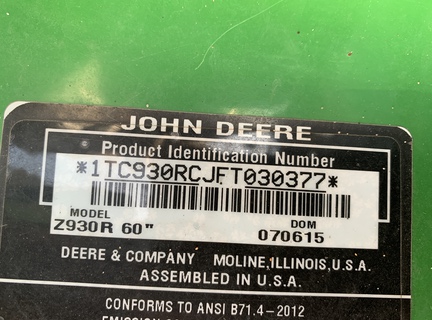 JOHN DEERE
Product Identification Number
*1TC930RCJFT030377*
MODEL DOM
Z930R 60" 070615
DEERE & COMPANY MOLINE,ILLINOIS,U.S.A.
ASSEMBLED IN U.S.A.
CONFORMS TO ANSI B71.4-2012